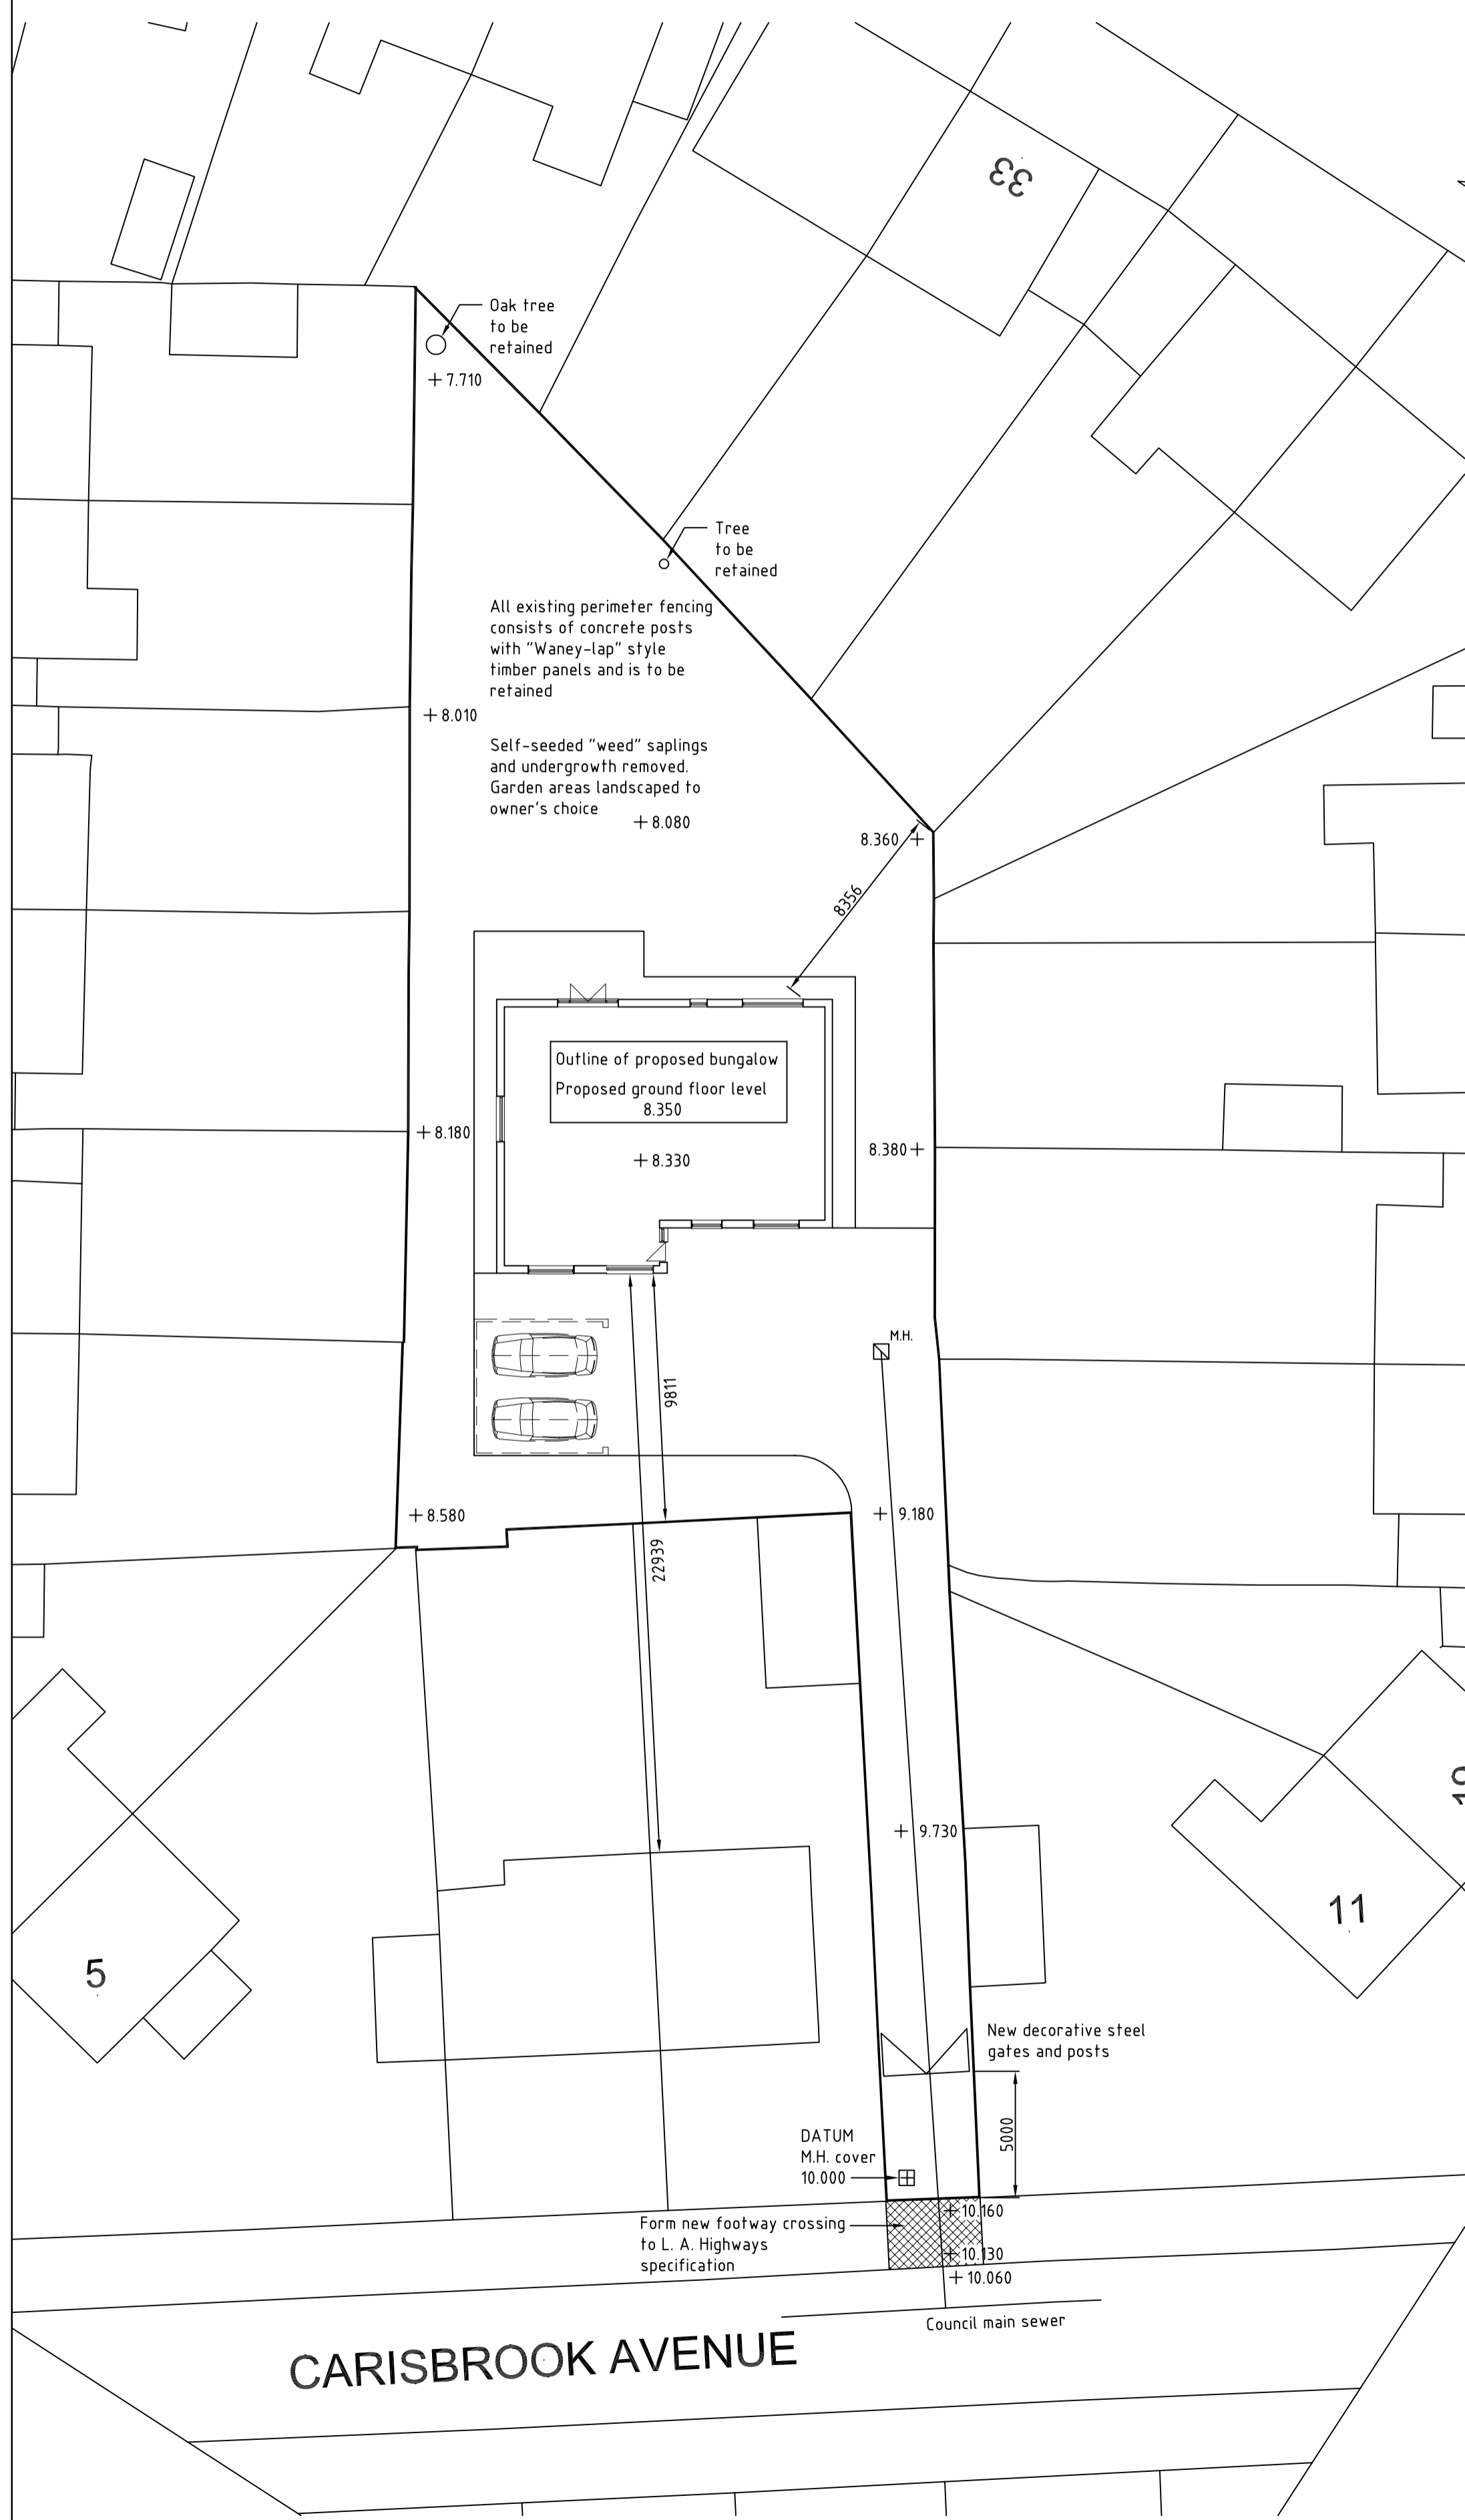 33
Oak tree
to be
retained
7.710
Tree
to be
retained
All existing perimeter fencing
consists of concrete posts
with "Waney-lap" style
timber panels and is to be
retained
8.010
Self-seeded "weed" saplings
and undergrowth removed.
Garden areas landscaped to
owner's choice
8.080
8.360
8356
Outline of proposed bungalow
Proposed ground floor level
8.350
8.180
8.330
8.380
M.H.
9811
8.580
9.180
22939
9.730
11
5
New decorative steel
gates and posts
5000
DATUM
M.H. cover
10.000
10.160
Form new footway crossing
to L. A. Highways
specification
10.130
10.060
Council main sewer
CARISBROOK AVENUE